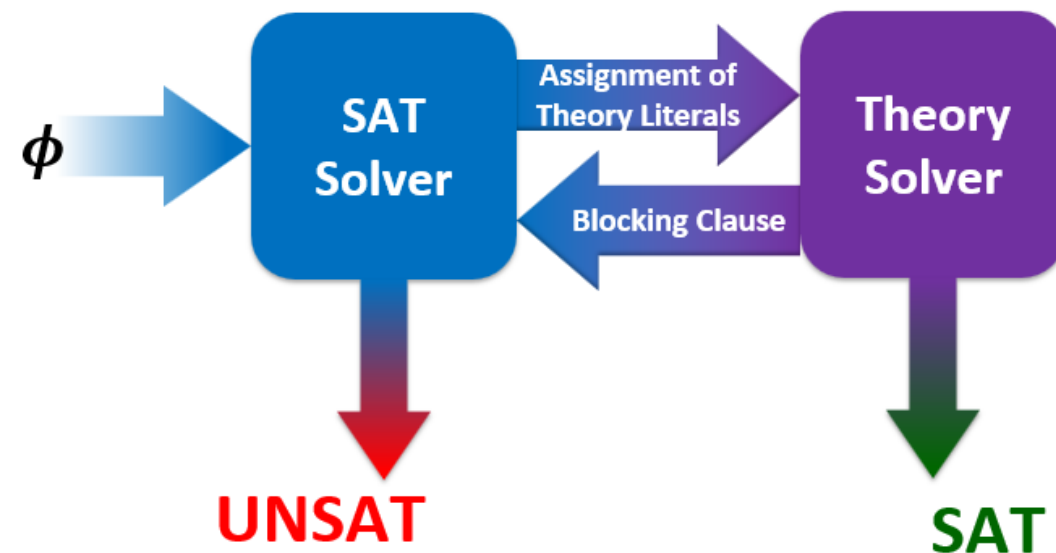 ϕ
SAT
Solver
Assignment of
Theory Literals
Blocking Clause
Theory
Solver
UNSAT
SAT